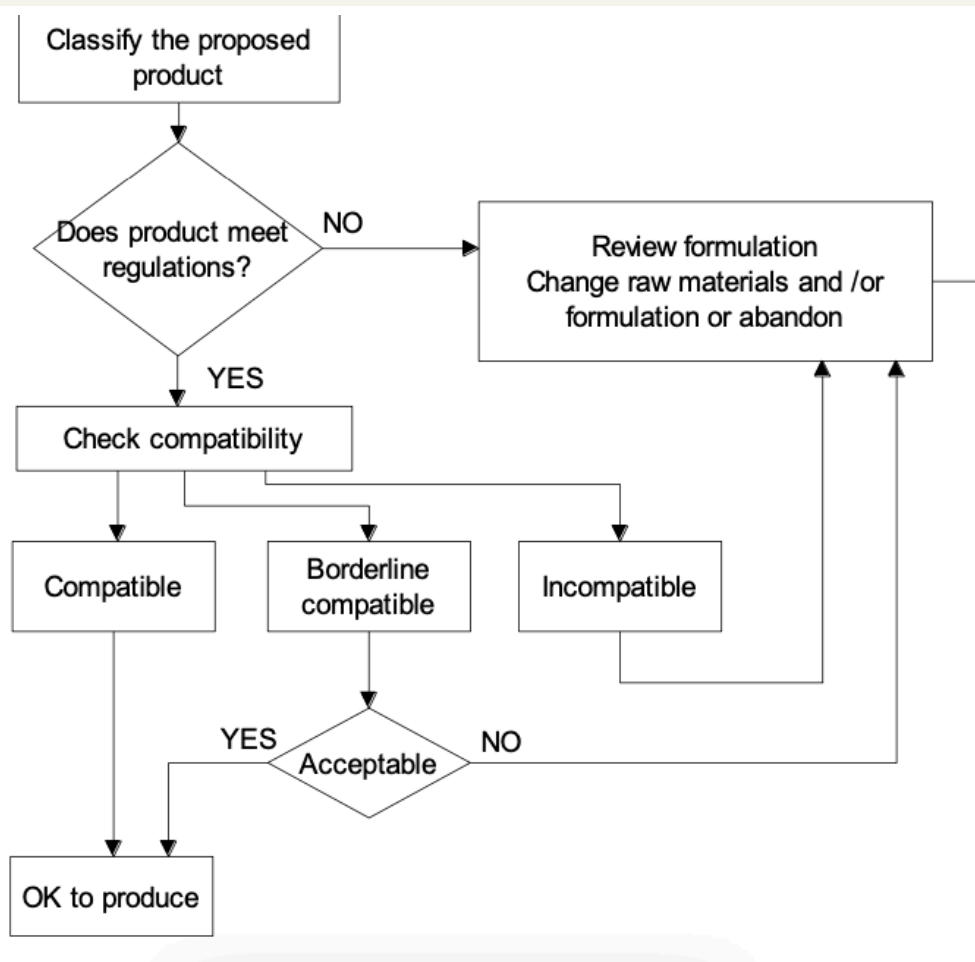 Classify the proposed
product
Does product meet
regulations?
NO
Review formulation
Change raw materials and /or
formulation or abandon
YES
Check compatibility
Compatible
Borderline
compatible
Incompatible
YES
Acceptable
NO
OK to produce